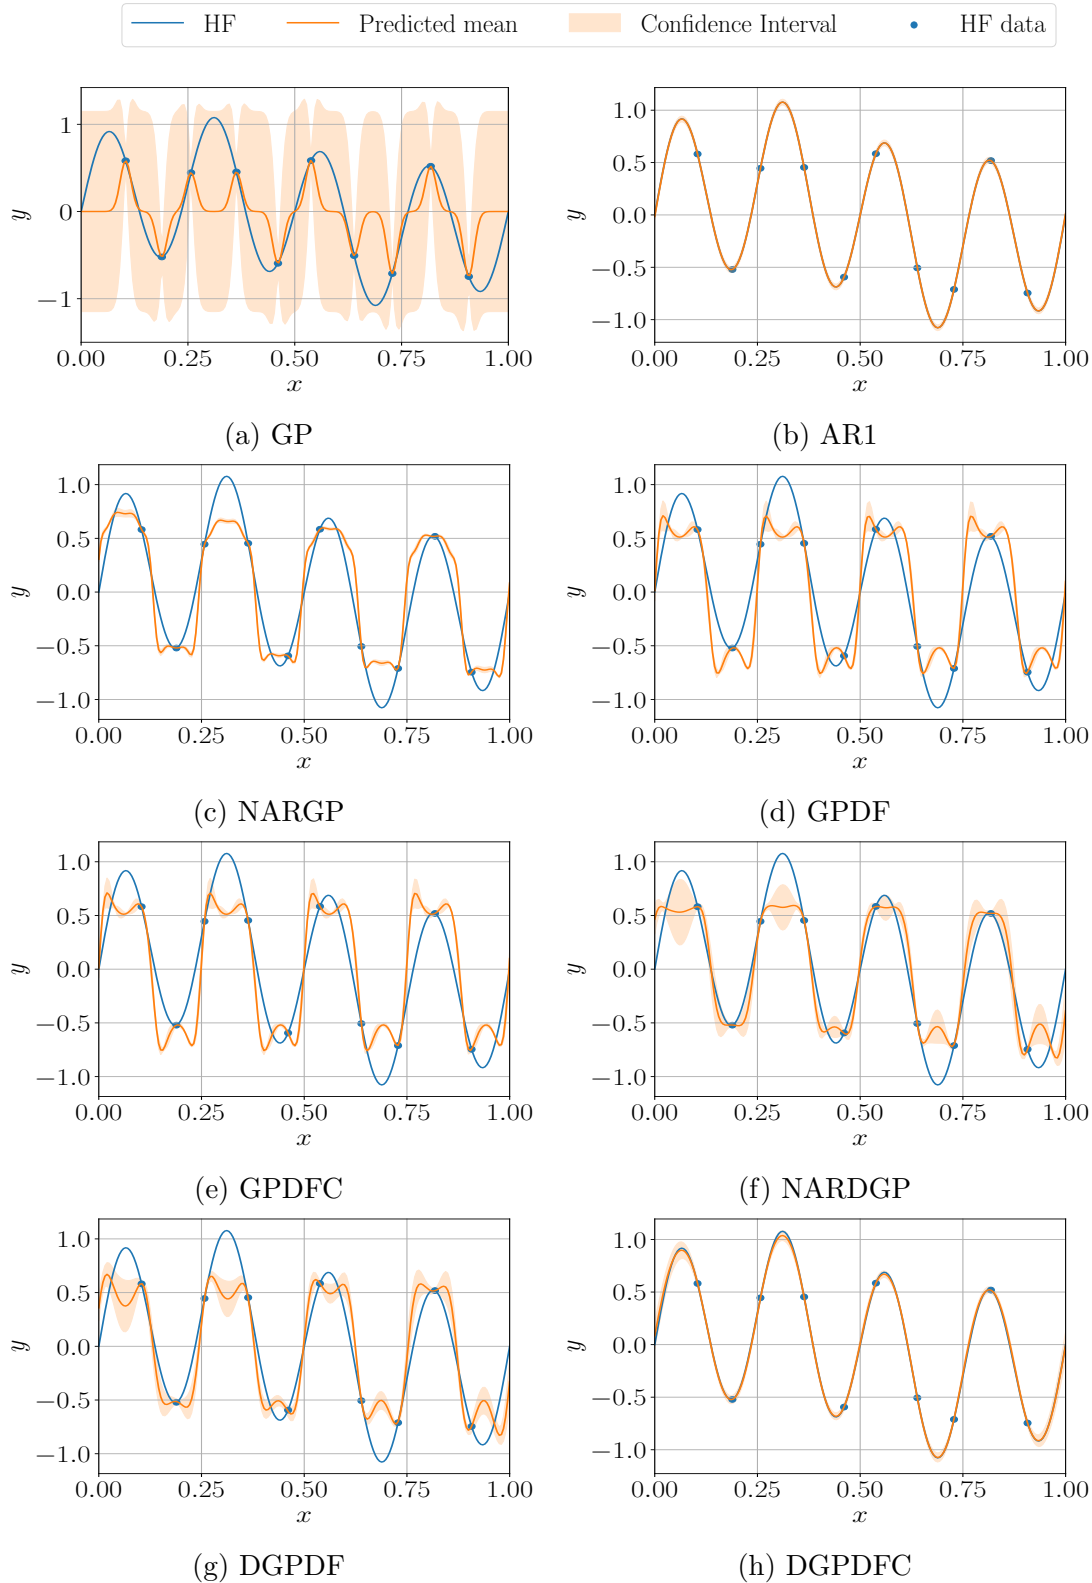 HF Predicted mean Confidence Interval HF data
1
0
−1
y
0.00 0.25 0.50 0.75 1.00
x
(a) GP
1.0
0.5
0.0
−0.5
−1.0
y
0.00 0.25 0.50 0.75 1.00
x
(b) AR1
1.0
0.5
0.0
−0.5
−1.0
y
0.00 0.25 0.50 0.75 1.00
x
(c) NARGP
1.0
0.5
0.0
−0.5
−1.0
y
0.00 0.25 0.50 0.75 1.00
x
(d) GPDF
1.0
0.5
0.0
−0.5
−1.0
y
0.00 0.25 0.50 0.75 1.00
x
(e) GPDFC
1.0
0.5
0.0
−0.5
−1.0
y
0.00 0.25 0.50 0.75 1.00
x
(f) NARDGP
1.0
0.5
0.0
−0.5
−1.0
y
0.00 0.25 0.50 0.75 1.00
x
(g) DGPDF
1.0
0.5
0.0
−0.5
−1.0
y
0.00 0.25 0.50 0.75 1.00
x
(h) DGPDFC